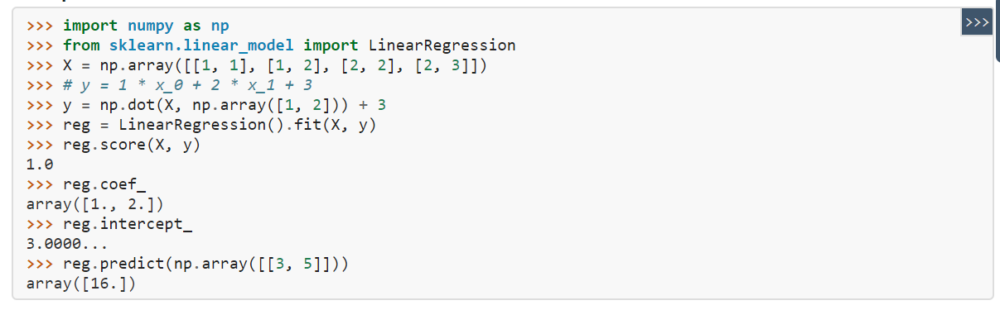 >>> import numpy as np
>>> from sklearn.linear_model import LinearRegression
>>> X = np.array([[1, 1], [1, 2], [2, 2], [2, 3]])
>>> # y = 1 * x_0 + 2 * x_1 + 3
>>> y = np.dot(X, np.array([1, 2])) + 3
>>> reg = LinearRegression().fit(X, y)
>>> reg.score(X, y)
1.0
>>> reg.coef_
array([1., 2.])
>>> reg.intercept_
3.0000...
>>> reg.predict(np.array([[3, 5]]))
array([16.])
>>>